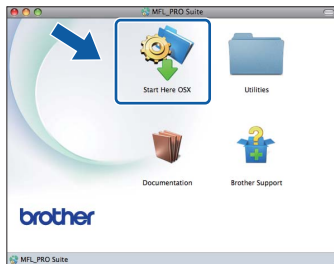 MFL_PRO Suite
Start Here OSX
Utilities
Documentation
Brother Support
brother
MFL_PRO Suite